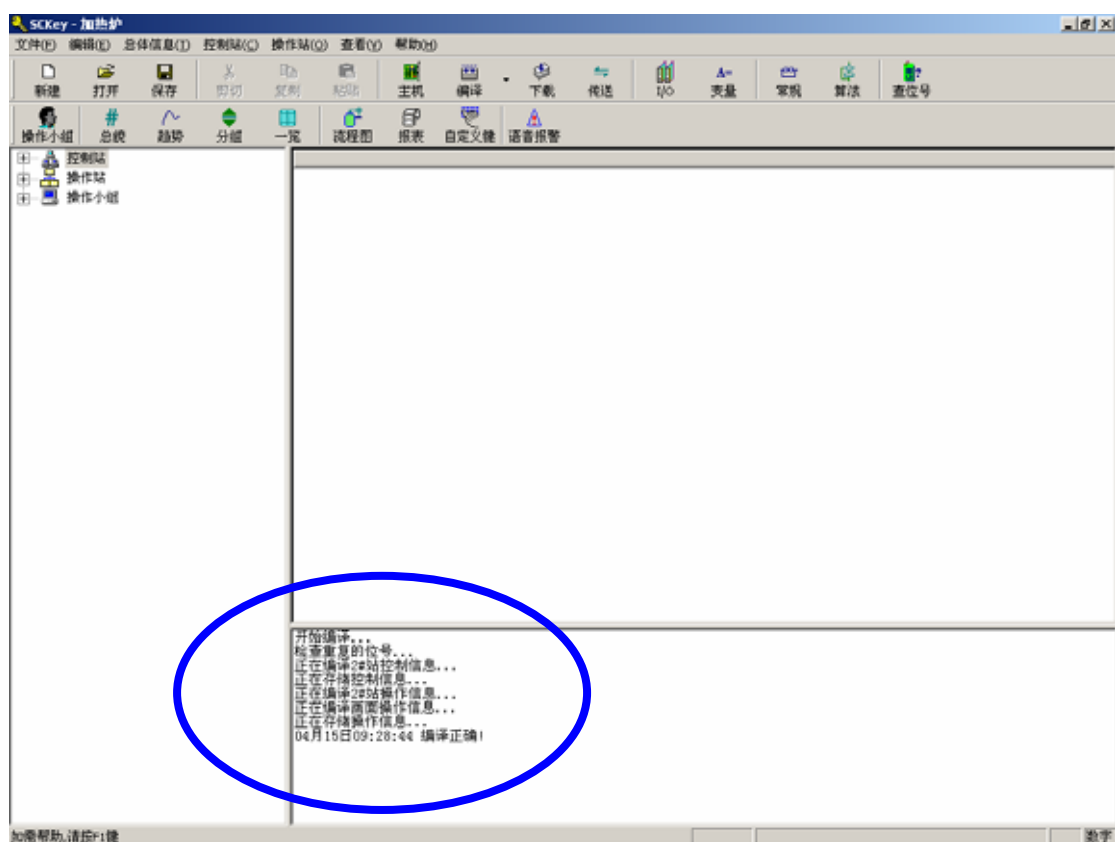 SCKey - 加热炉
文件(F) 编辑(E) 总体信息(I) 控制站(C) 操作站(O) 查看(V) 帮助(H)
新建 打开 保存 剪切 复制 粘贴 主机 编译 下载 传送 I/O 变量 常规 算法 查位号
操作小组 总貌 趋势 分组 一览 流程图 报表 自定义键 语音报警
控制站
操作站
操作小组
开始编译...
检查重复的位号...
正在编译2#站控制信息...
正在存储控制信息...
正在编译2#站操作信息...
正在编译画面操作信息...
正在存储操作信息...
04月15日09:28:44 编译正确!
如需帮助,请按F1键 数字